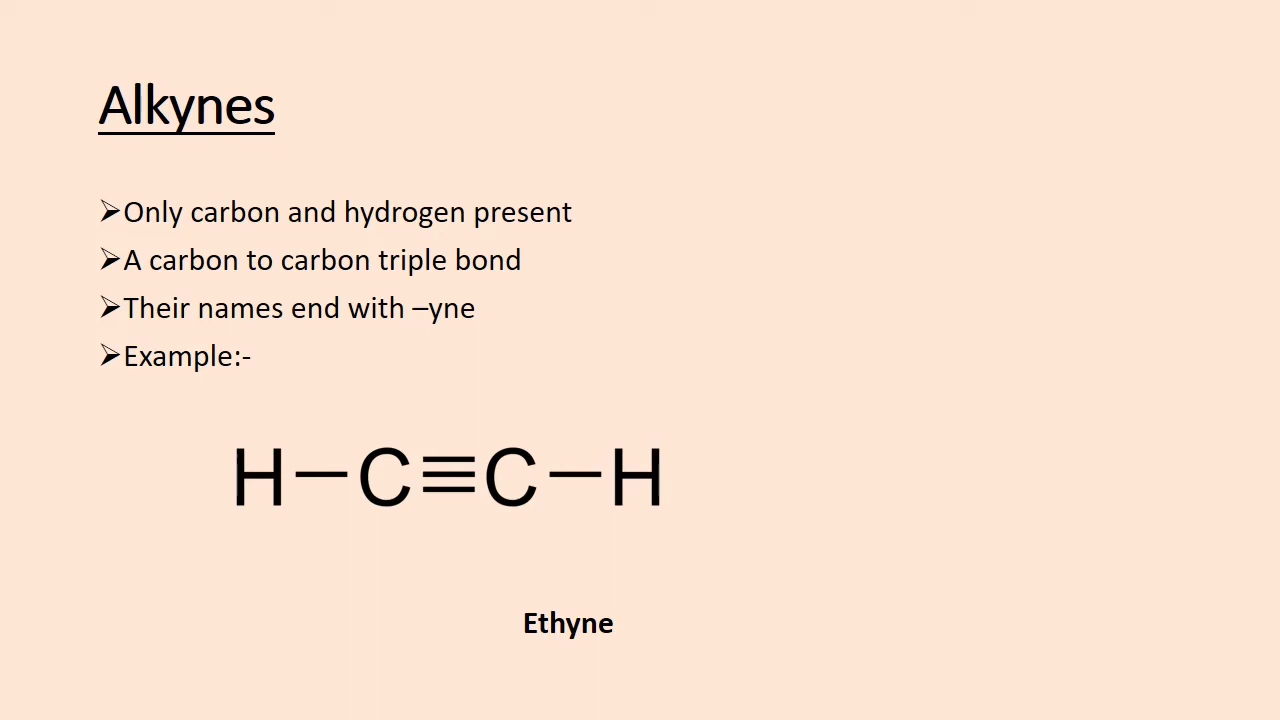 Alkynes
➢Only carbon and hydrogen present
➢A carbon to carbon triple bond
➢Their names end with –yne
➢Example:-
H—C≡C—H
Ethyne